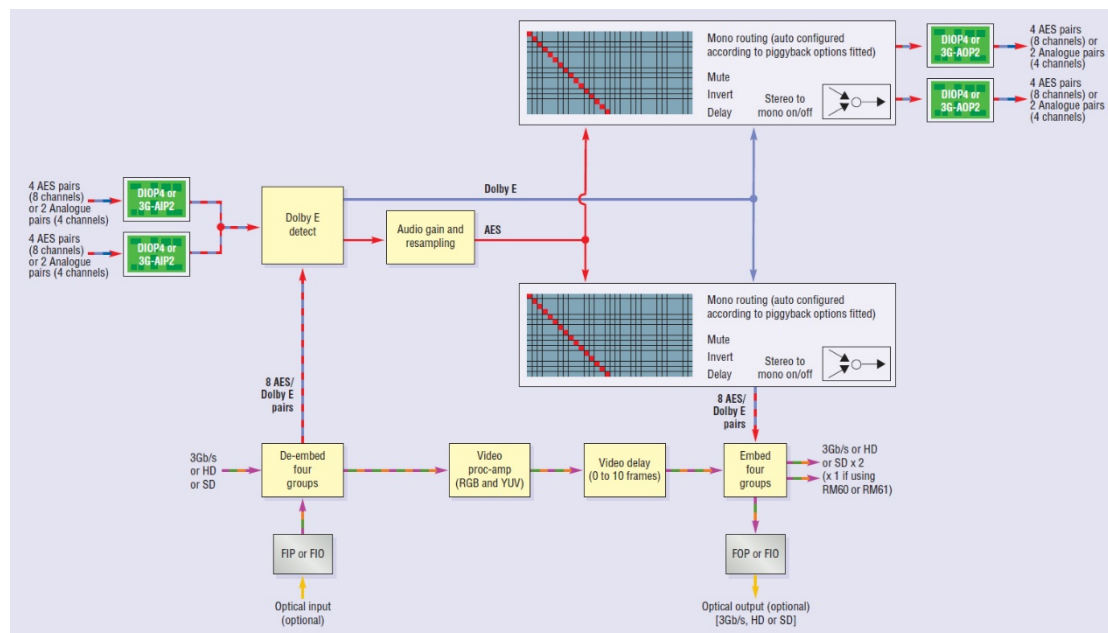 Mono routing (auto configured
according to piggyback options fitted)
Mute
Invert
Delay
Stereo to
mono on/off
DIOP4 or
3G-AOP2
4 AES pairs
(8 channels) or
2 Analogue pairs
(4 channels)
DIOP4 or
3G-AOP2
4 AES pairs
(8 channels) or
2 Analogue pairs
(4 channels)
4 AES pairs
(8 channels)
or 2 Analogue
pairs (4 channels)
DIOP4 or
3G-AIP2
4 AES pairs
(8 channels)
or 2 Analogue
pairs (4 channels)
DIOP4 or
3G-AIP2
Dolby E
detect
Dolby E
Audio gain and
resampling
AES
Mono routing (auto configured
according to piggyback options fitted)
Mute
Invert
Delay
Stereo to
mono on/off
8 AES/
Dolby E
pairs
8 AES/
Dolby E
pairs
3Gb/s
or HD
or SD
De-embed
four
groups
Video
proc-amp
(RGB and YUV)
Video delay
(0 to 10 frames)
Embed
four
groups
3Gb/s or HD
or SD x 2
(x 1 if using
RM60 or RM61)
FIP or FIO
FOP or FIO
Optical input
(optional)
Optical output (optional)
[3Gb/s, HD or SD]